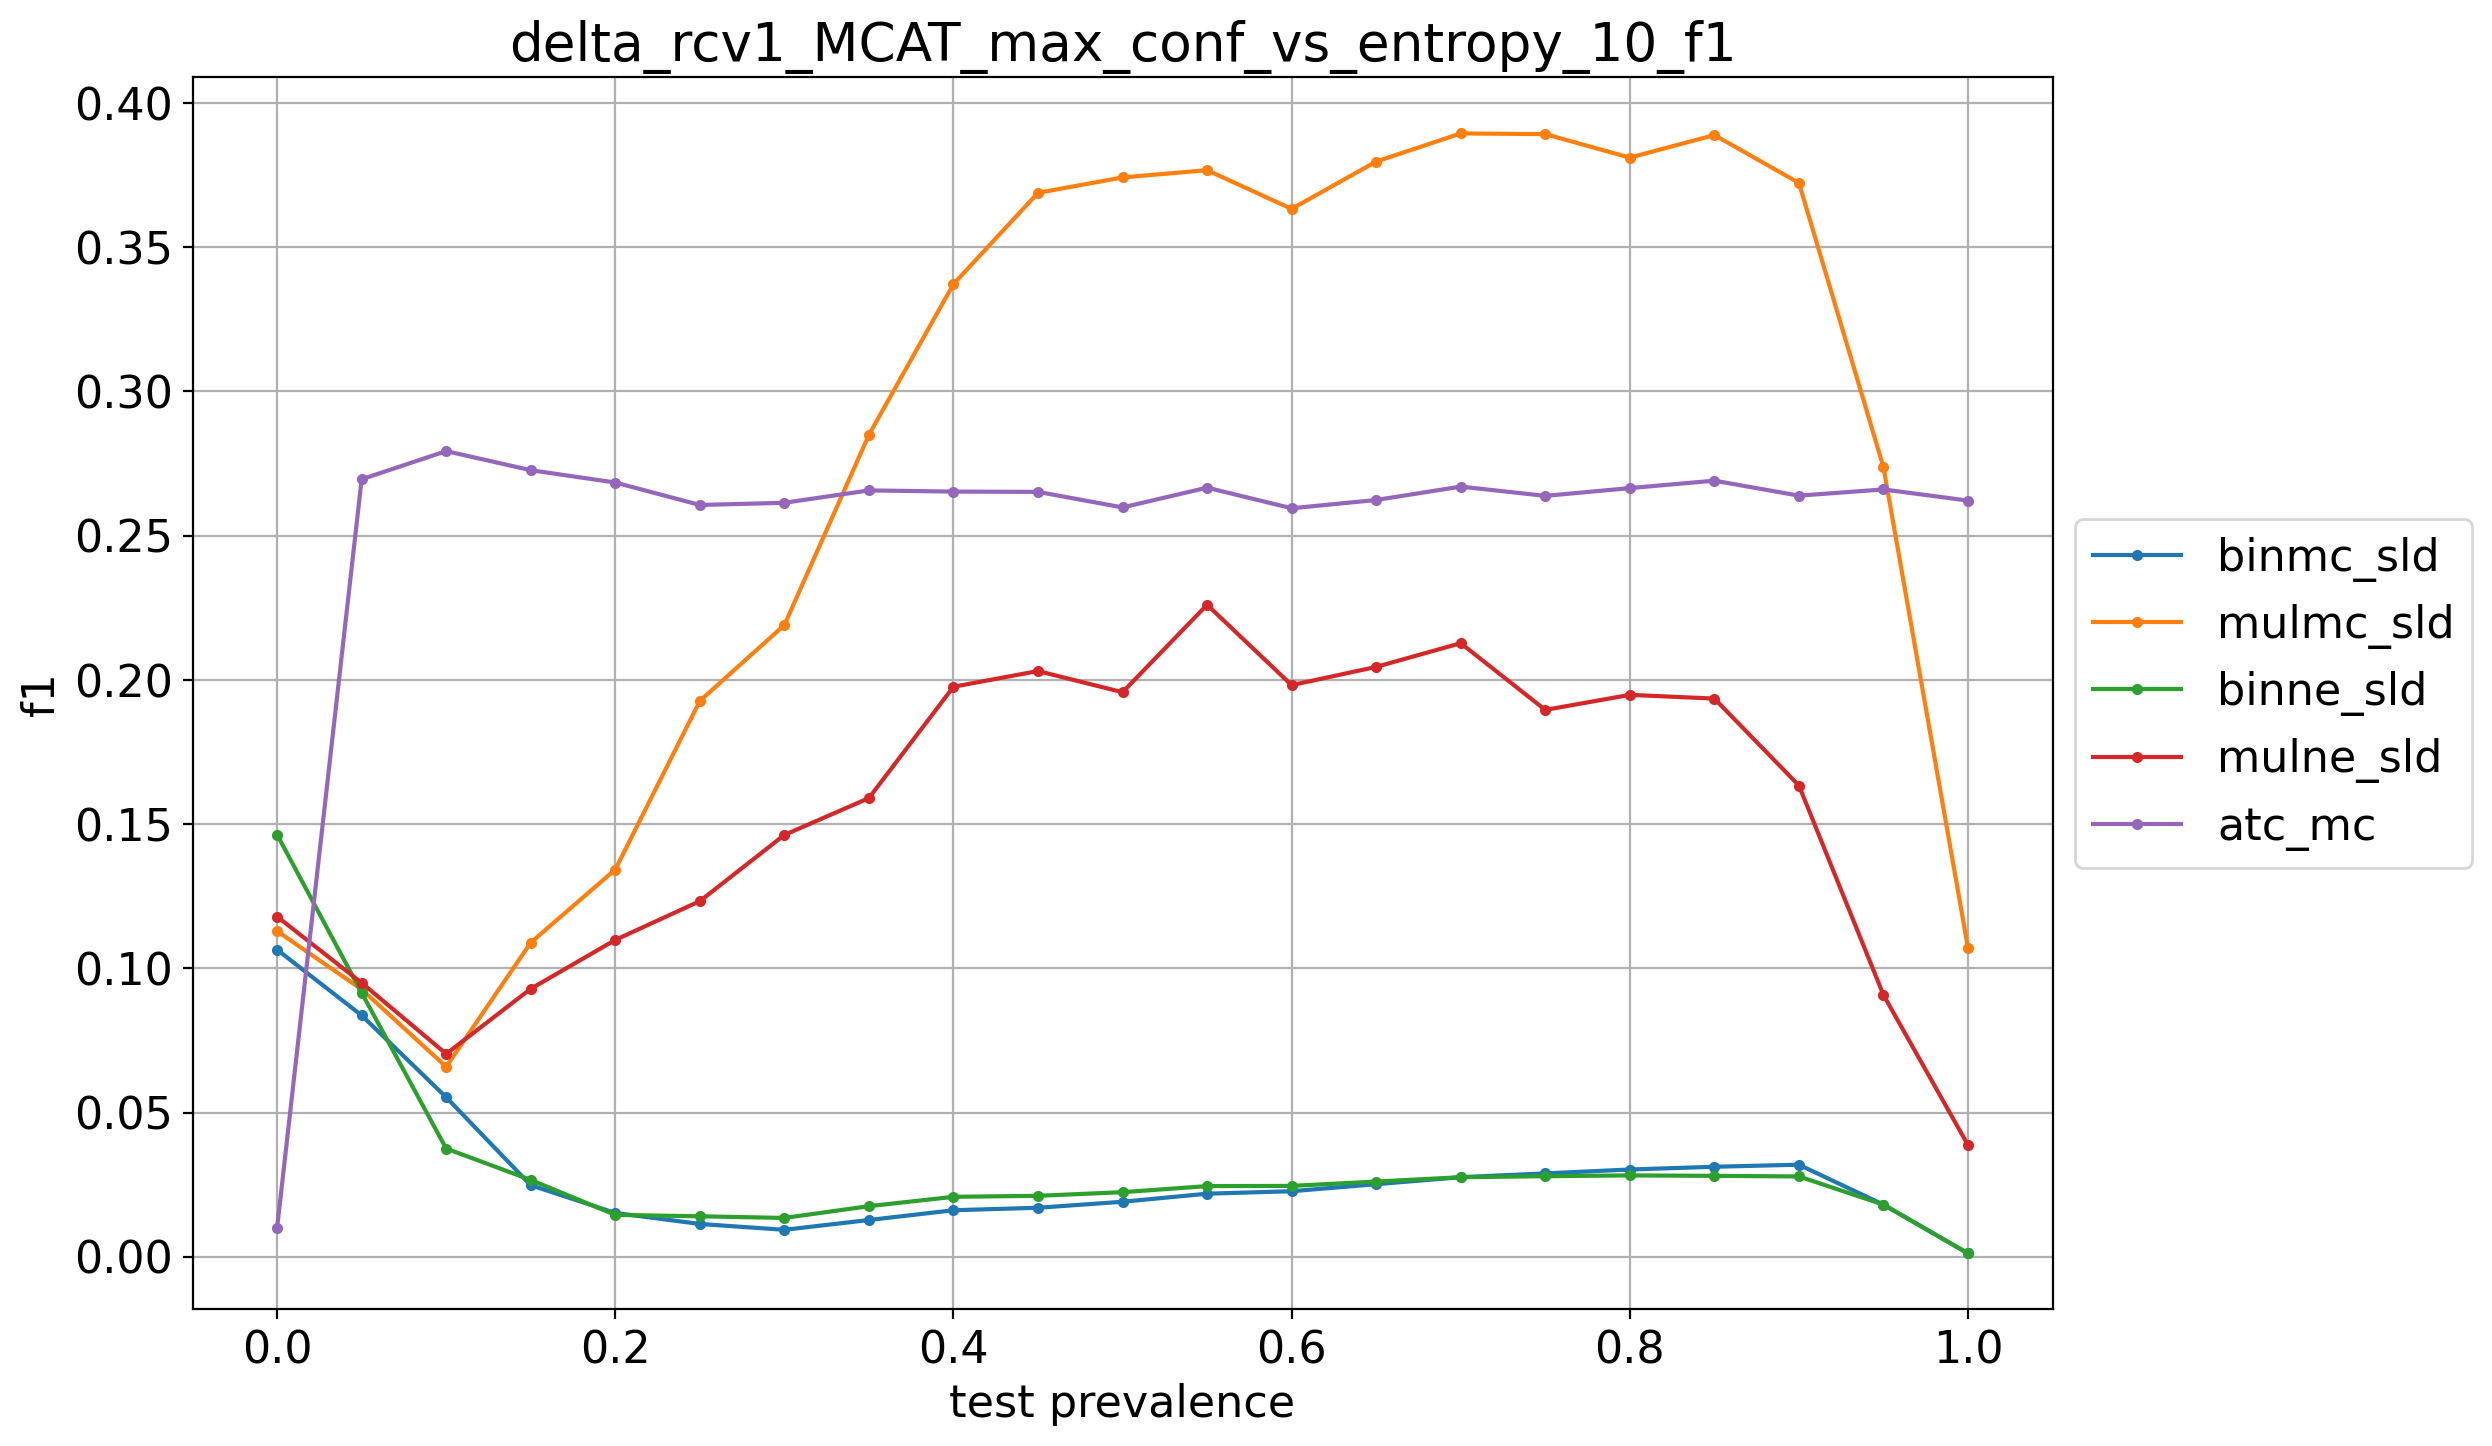 delta_rcv1_MCAT_max_conf_vs_entropy_10_f1
0.40
0.35
0.30
0.25
0.20
0.15
0.10
0.05
0.00
f1
0.0 0.2 0.4 0.6 0.8 1.0
test prevalence
binmc_sld
mulmc_sld
binne_sld
mulne_sld
atc_mc